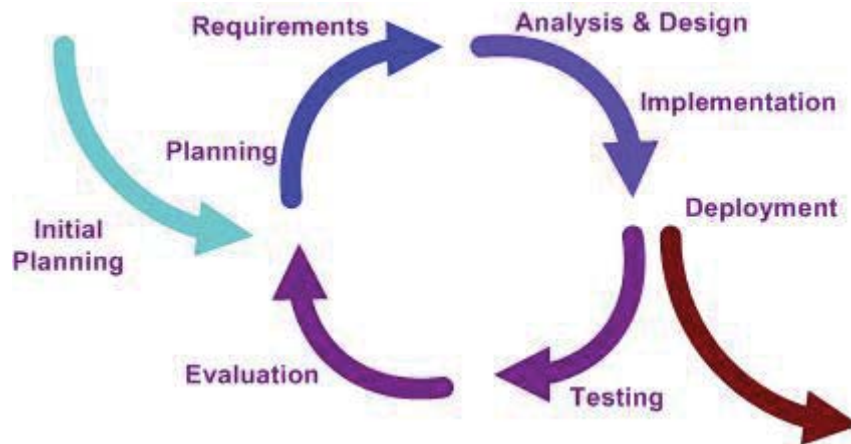 Requirements
Analysis & Design
Implementation
Planning
Deployment
Initial
Planning
Evaluation
Testing